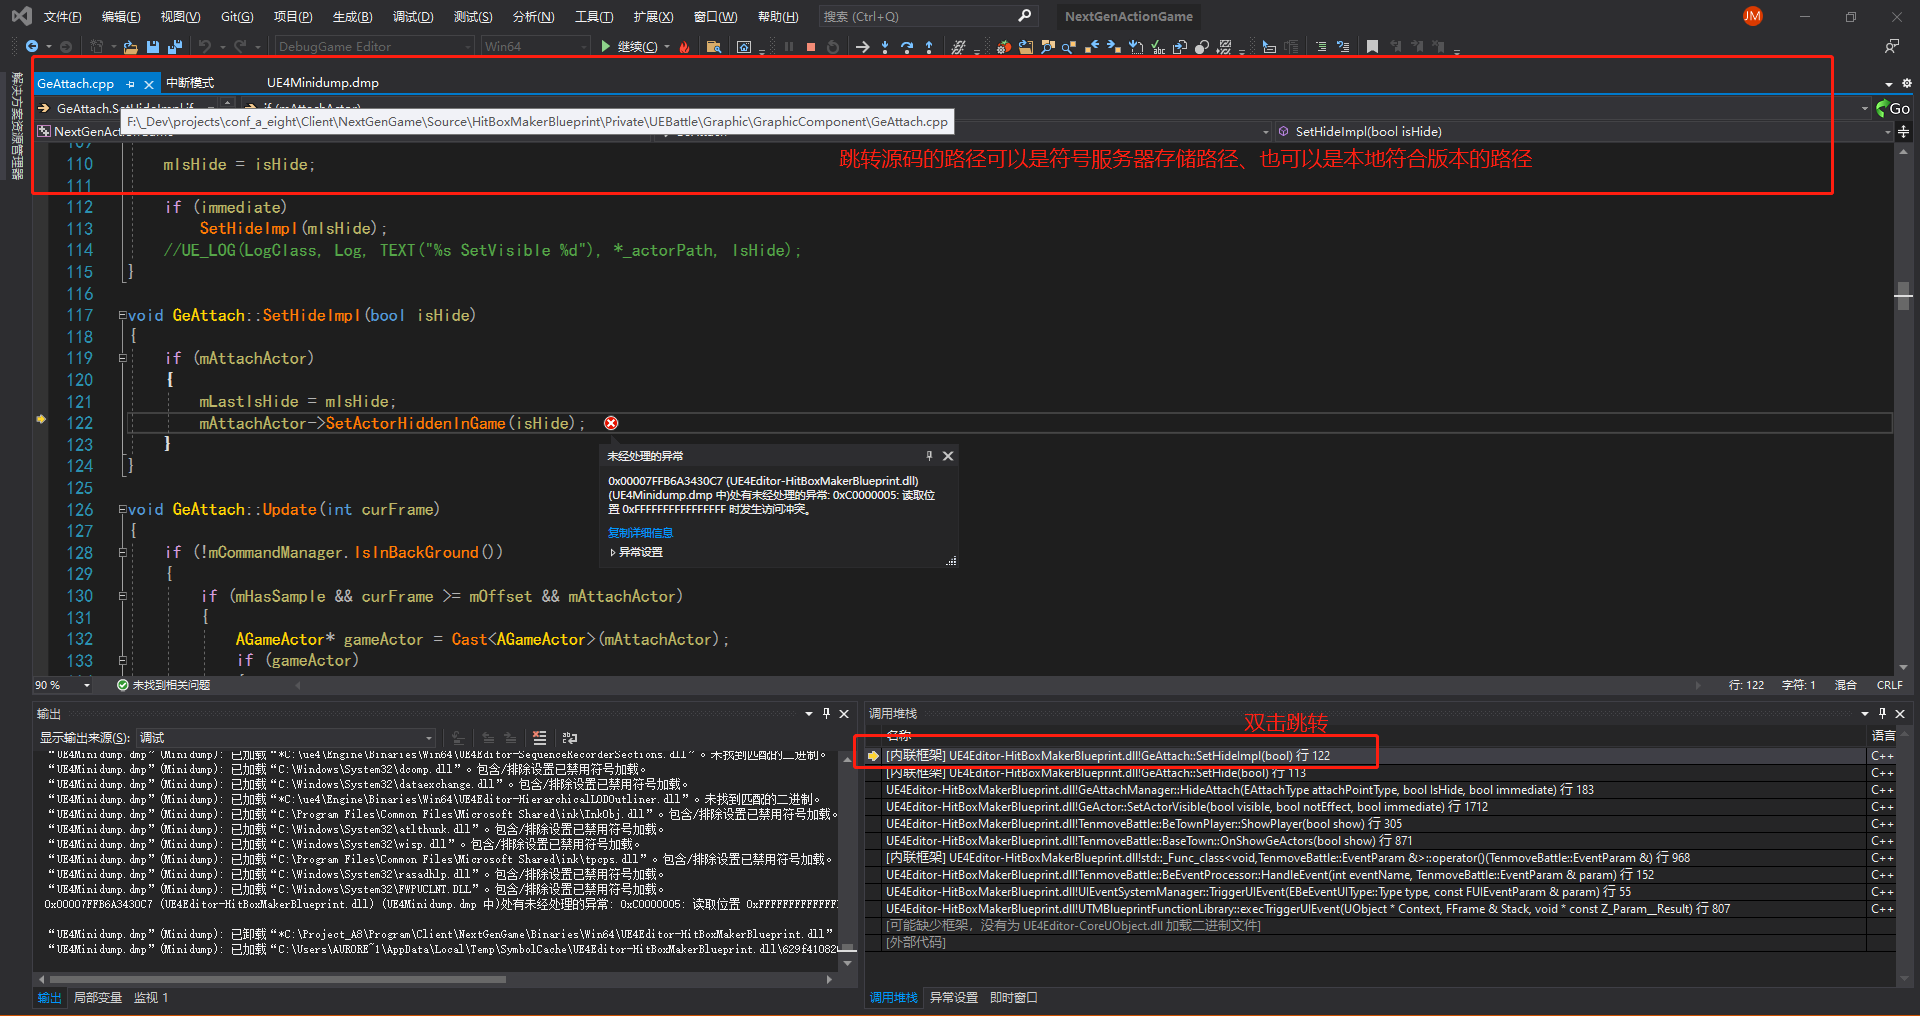 文件(F) 编辑(E) 视图(V) Git(G) 项目(P) 生成(B) 调试(D) 测试(S) 分析(N) 工具(T) 扩展(X) 窗口(W) 帮助(H) 搜索 (Ctrl+Q) NextGenActionGame JM
DebugGame Editor Win64 继续(C)
解决方案资源管理器
GeAttach.cpp 中断模式 UE4Minidump.dmp
GeAttach.SetHideImpl.if if (mAttachActor) Go
F:\_Dev\projects\conf_a_eight\Client\NextGenGame\Source\HitBoxMakerBlueprint\Private\UEBattle\Graphic\GraphicComponent\GeAttach.cpp
SetHideImpl(bool isHide)
跳转源码的路径可以是符号服务器存储路径、也可以是本地符合版本的路径
109
110 mIsHide = isHide;
111
112 if (immediate)
113 SetHideImpl(mIsHide);
114 //UE_LOG(LogClass, Log, TEXT("%s SetVisible %d"), *_actorPath, IsHide);
115 }
116
117 void GeAttach::SetHideImpl(bool isHide)
118 {
119 if (mAttachActor)
120 {
121 mLastIsHide = mIsHide;
122 mAttachActor->SetActorHiddenInGame(isHide);
123 }
124 }
125
126 void GeAttach::Update(int curFrame)
127 {
128 if (!mCommandManager.IsInBackGround())
129 {
130 if (mHasSample && curFrame >= mOffset && mAttachActor)
131 {
132 AGameActor* gameActor = Cast<AGameActor>(mAttachActor);
133 if (gameActor)
未经处理的异常
0x00007FFB6A3430C7 (UE4Editor-HitBoxMakerBlueprint.dll)
(UE4Minidump.dmp 中)处有未经处理的异常: 0xC0000005: 读取位
置 0xFFFFFFFFFFFFFFFF 时发生访问冲突。
复制详细信息
异常设置
90 % 未找到相关问题 行: 122 字符: 1 混合 CRLF
输出
显示输出来源(S): 调试
“UE4Minidump.dmp”(Minidump): 已加载“*C:\ue4\Engine\Binaries\Win64\UE4Editor-SequenceRecorderSections.dll”。未找到匹配的二进制。
“UE4Minidump.dmp”(Minidump): 已加载“C:\Windows\System32\dcomp.dll”。包含/排除设置已禁用符号加载。
“UE4Minidump.dmp”(Minidump): 已加载“C:\Windows\System32\dataexchange.dll”。包含/排除设置已禁用符号加载。
“UE4Minidump.dmp”(Minidump): 已加载“*C:\ue4\Engine\Binaries\Win64\UE4Editor-HierarchicalLODOutliner.dll”。未找到匹配的二进制。
“UE4Minidump.dmp”(Minidump): 已加载“C:\Program Files\Common Files\Microsoft Shared\ink\InkObj.dll”。包含/排除设置已禁用符号加载。
“UE4Minidump.dmp”(Minidump): 已加载“C:\Windows\System32\atlthunk.dll”。包含/排除设置已禁用符号加载。
“UE4Minidump.dmp”(Minidump): 已加载“C:\Windows\System32\wisp.dll”。包含/排除设置已禁用符号加载。
“UE4Minidump.dmp”(Minidump): 已加载“C:\Program Files\Common Files\Microsoft Shared\ink\tpcps.dll”。包含/排除设置已禁用符号加载。
“UE4Minidump.dmp”(Minidump): 已加载“C:\Windows\System32\rasadhlp.dll”。包含/排除设置已禁用符号加载。
“UE4Minidump.dmp”(Minidump): 已加载“C:\Windows\System32\FWPUCLNT.DLL”。包含/排除设置已禁用符号加载。
0x00007FFB6A3430C7 (UE4Editor-HitBoxMakerBlueprint.dll) (UE4Minidump.dmp 中)处有未经处理的异常: 0xC0000005: 读取位置 0xFFFFFFFFFFFFF
“UE4Minidump.dmp”(Minidump): 已卸载“*C:\Project_A8\Program\Client\NextGenGame\Binaries\Win64\UE4Editor-HitBoxMakerBlueprint.dll”
“UE4Minidump.dmp”(Minidump): 已加载“C:\Users\AURORE~1\AppData\Local\Temp\SymbolCache\UE4Editor-HitBoxMakerBlueprint.dll\629f41082
输出 局部变量 监视 1
调用堆栈
双击跳转
名称 语言
[内联框架] UE4Editor-HitBoxMakerBlueprint.dll!GeAttach::SetHideImpl(bool) 行 122 C++
[内联框架] UE4Editor-HitBoxMakerBlueprint.dll!GeAttach::SetHide(bool) 行 113 C++
UE4Editor-HitBoxMakerBlueprint.dll!GeAttachManager::HideAttach(EAttachType attachPointType, bool IsHide, bool immediate) 行 183 C++
UE4Editor-HitBoxMakerBlueprint.dll!GeActor::SetActorVisible(bool visible, bool notEffect, bool immediate) 行 1712 C++
UE4Editor-HitBoxMakerBlueprint.dll!TenmoveBattle::BeTownPlayer::ShowPlayer(bool show) 行 305 C++
UE4Editor-HitBoxMakerBlueprint.dll!TenmoveBattle::BaseTown::OnShowGeActors(bool show) 行 871 C++
[内联框架] UE4Editor-HitBoxMakerBlueprint.dll!std::_Func_class<void,TenmoveBattle::EventParam &>::operator()(TenmoveBattle::EventParam &) 行 968 C++
UE4Editor-HitBoxMakerBlueprint.dll!TenmoveBattle::BeEventProcessor::HandleEvent(int eventName, TenmoveBattle::EventParam & param) 行 152 C++
UE4Editor-HitBoxMakerBlueprint.dll!UIEventSystemManager::TriggerUIEvent(EBeEventUIType::Type type, const FUIEventParam & param) 行 55 C++
UE4Editor-HitBoxMakerBlueprint.dll!UTMBlueprintFunctionLibrary::execTriggerUIEvent(UObject * Context, FFrame & Stack, void * const Z_Param__Result) 行 807 C++
[可能缺少框架，没有为 UE4Editor-CoreUObject.dll 加载二进制文件]
[外部代码]
调用堆栈 异常设置 即时窗口